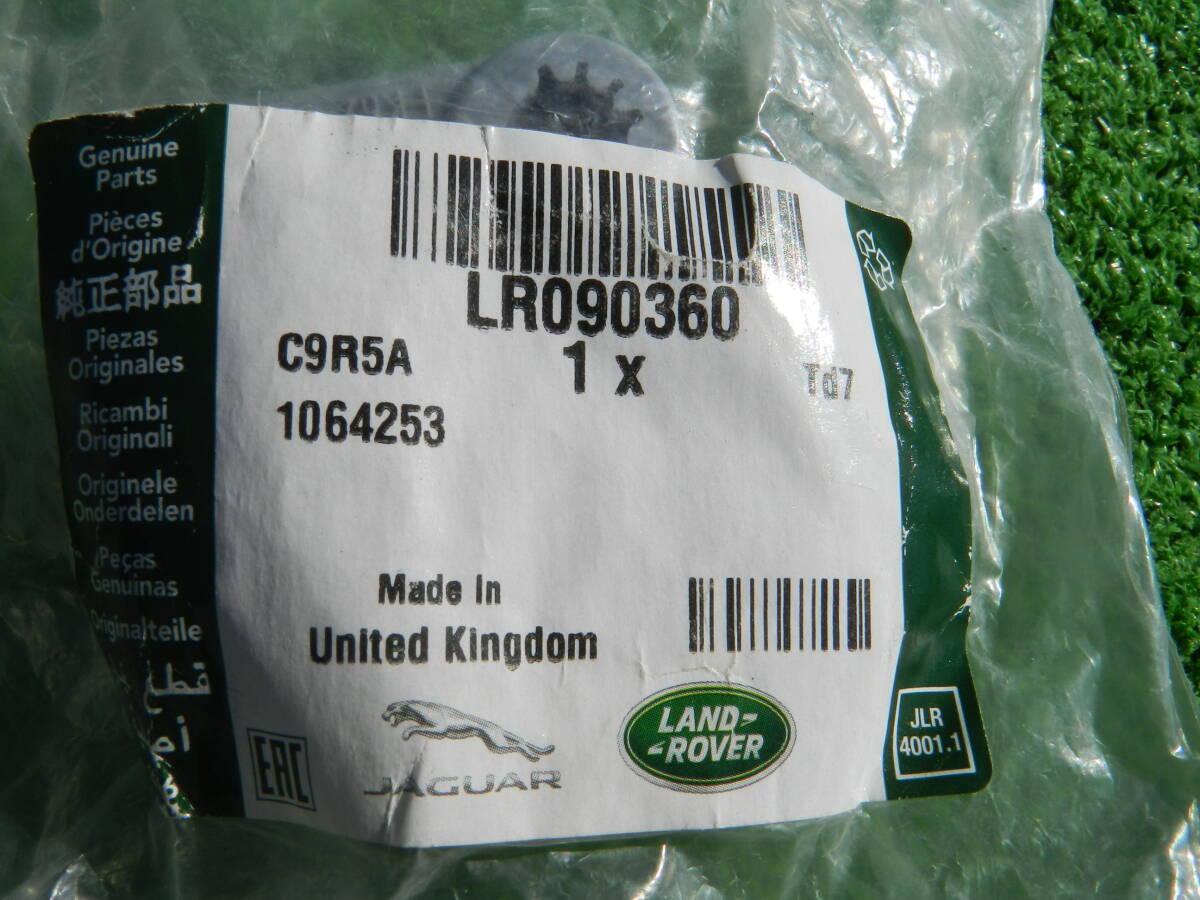 Genuine
Parts
Pièces
d'Origine
純正部品
Piezas
Originales
Ricambi
Originali
Originele
Onderdelen
Peças
Genuinas
Originalteile
قطع
LR090360
C9R5A
1 x
Td7
1064253
Made In
United Kingdom
JAGUAR
LAND-
-ROVER
EAC
JLR
4001.1